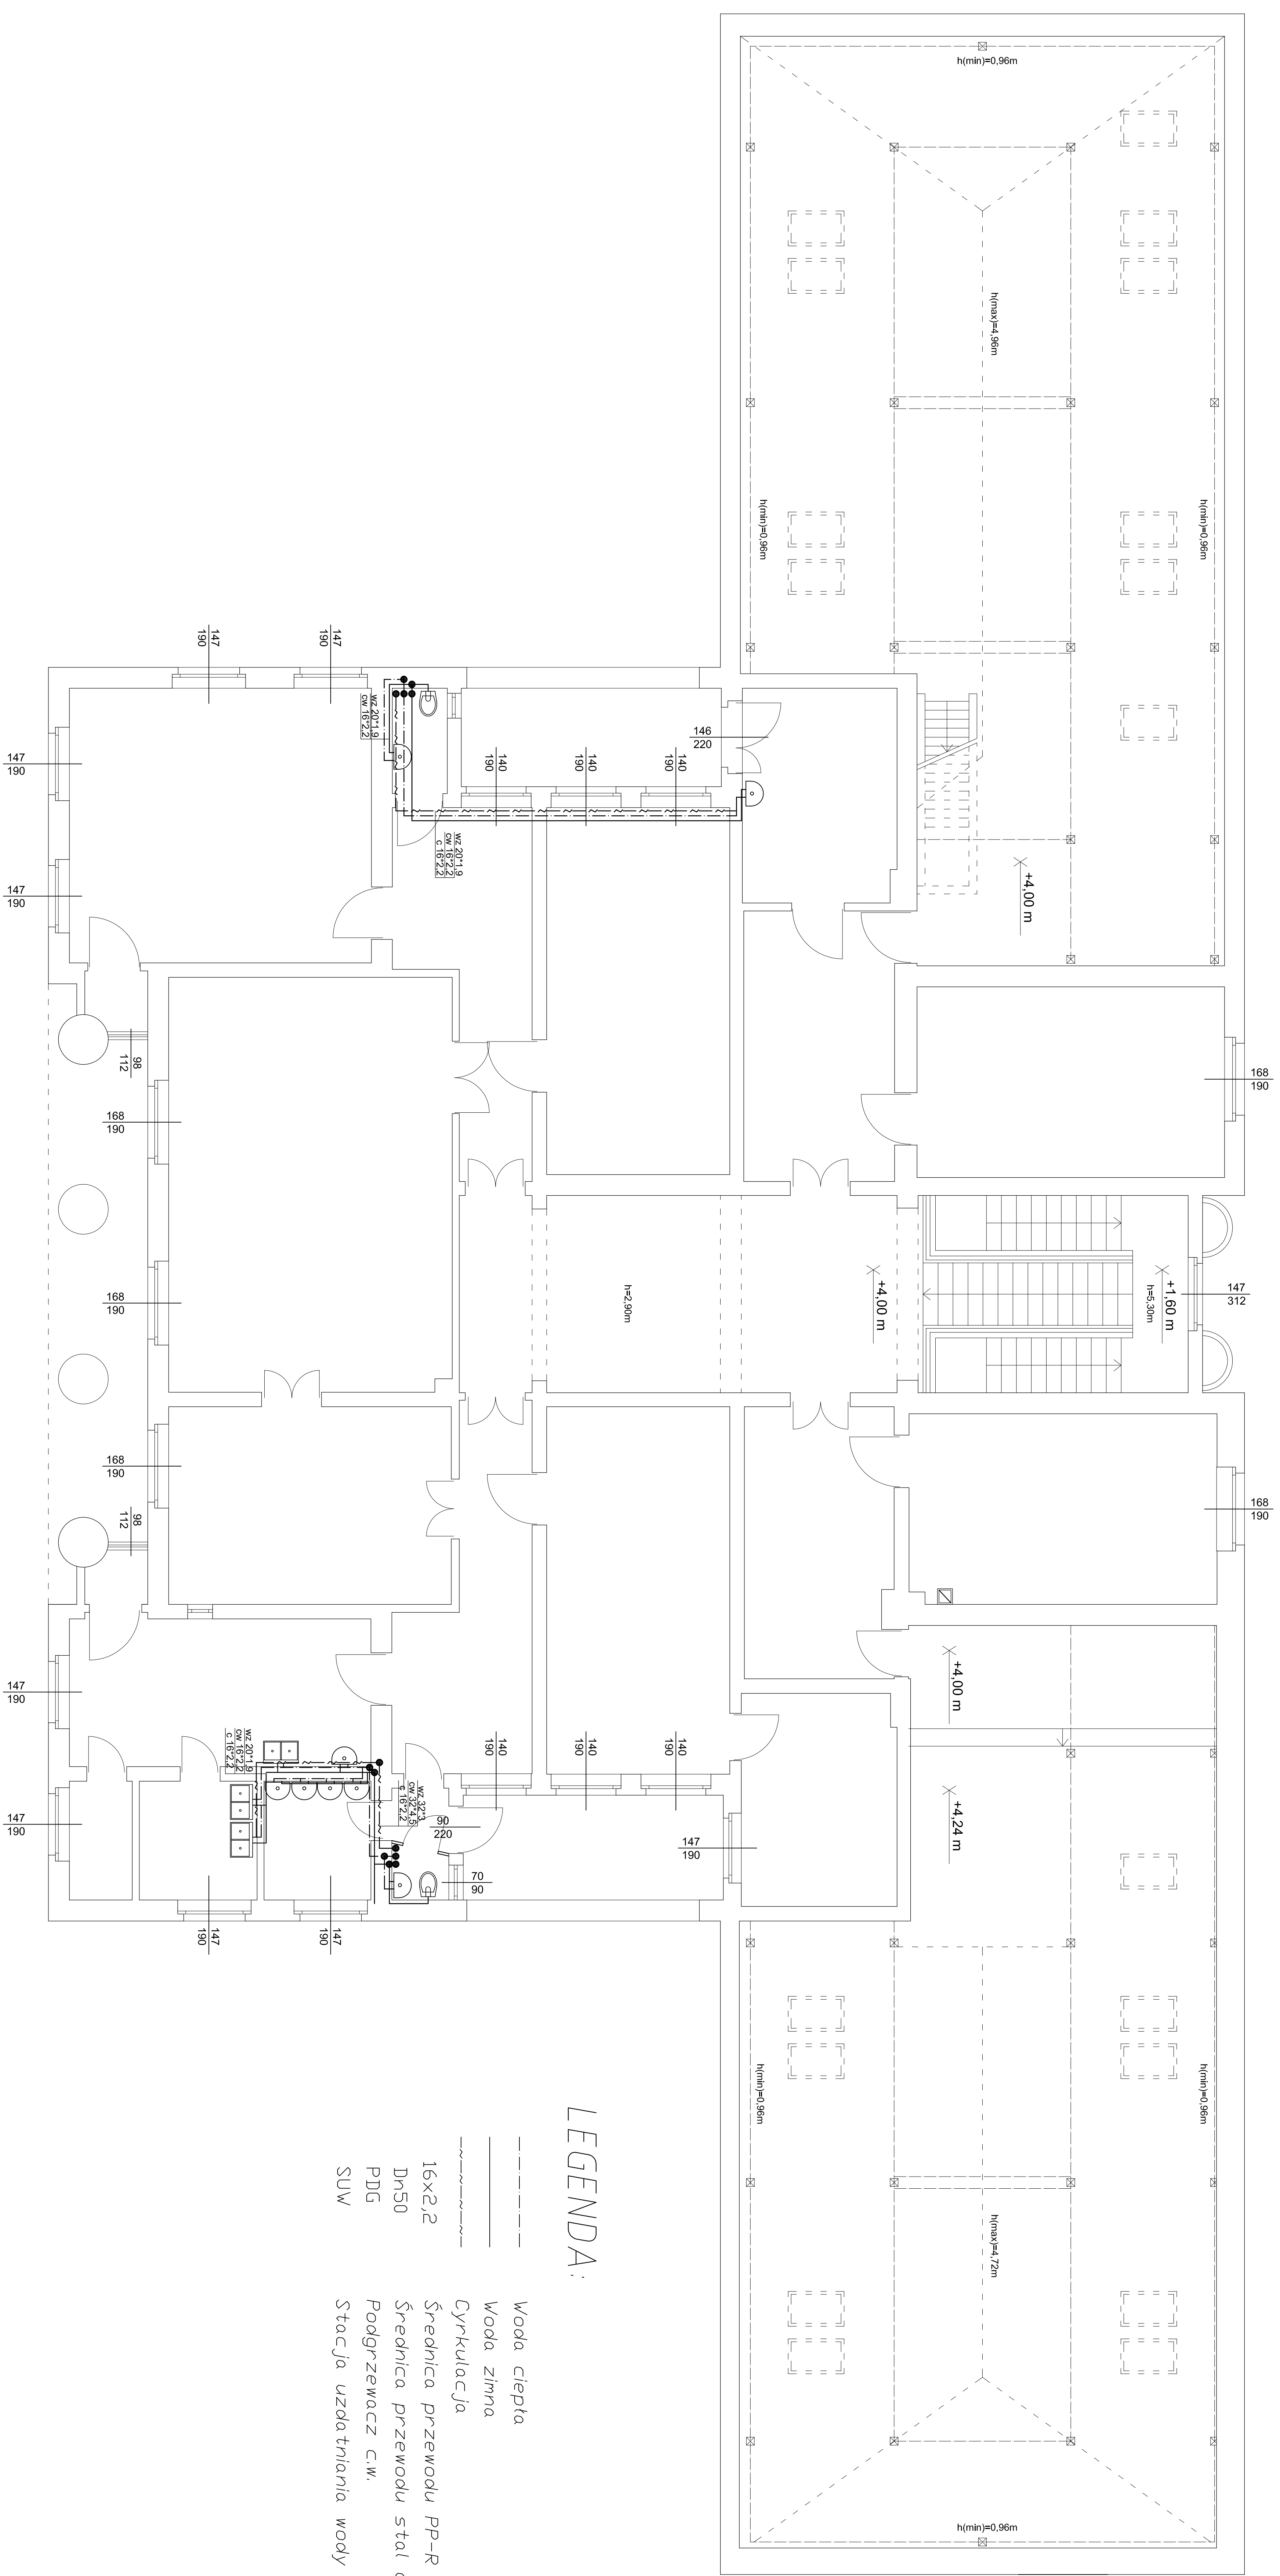 h(min)=0,96m
h(max)=4,96m
h(min)=0,96m
h(min)=0,96m
147
190
147
190
wz 20*1,9
cw 16*2,2
146
220
140
190
140
190
140
190
147
190
147
190
wz 20*1,9
cw 16*2,2
c 16*2,2
+4,00 m
98
112
168
190
168
190
168
190
h=2,90m
+4,00 m
+1,60 m
h=5,30m
147
312
168
190
98
112
168
190
+4,00 m
147
190
wz 20*1,9
cw 16*2,2
c 16*2,2
140
190
140
190
140
190
wz 32*3
cw 32*4,5
c 16*2,2
90
220
+4,24 m
147
190
147
190
70
90
147
190
147
190
h(min)=0,96m
h(min)=0,96m
h(max)=4,72m
h(min)=0,96m
LEGENDA:
Woda ciepła
Woda zimna
Cyrkulacja
16x2,2 Średnica przewodu PP-R
Dn50 Średnica przewodu stal
PDG Podgrzewacz c.w.
SUW Stacja uzdatniania wody